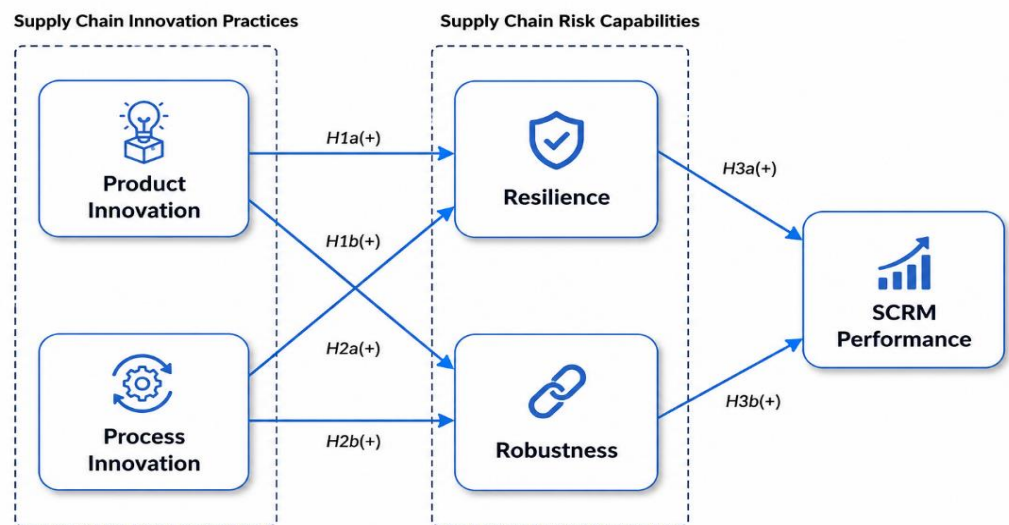 Supply Chain Innovation Practices
Supply Chain Risk Capabilities
Product
Innovation
H1a(+)
Resilience
H3a(+)
H1b(+)
SCRM
Performance
H2a(+)
Process
Innovation
H2b(+)
Robustness
H3b(+)